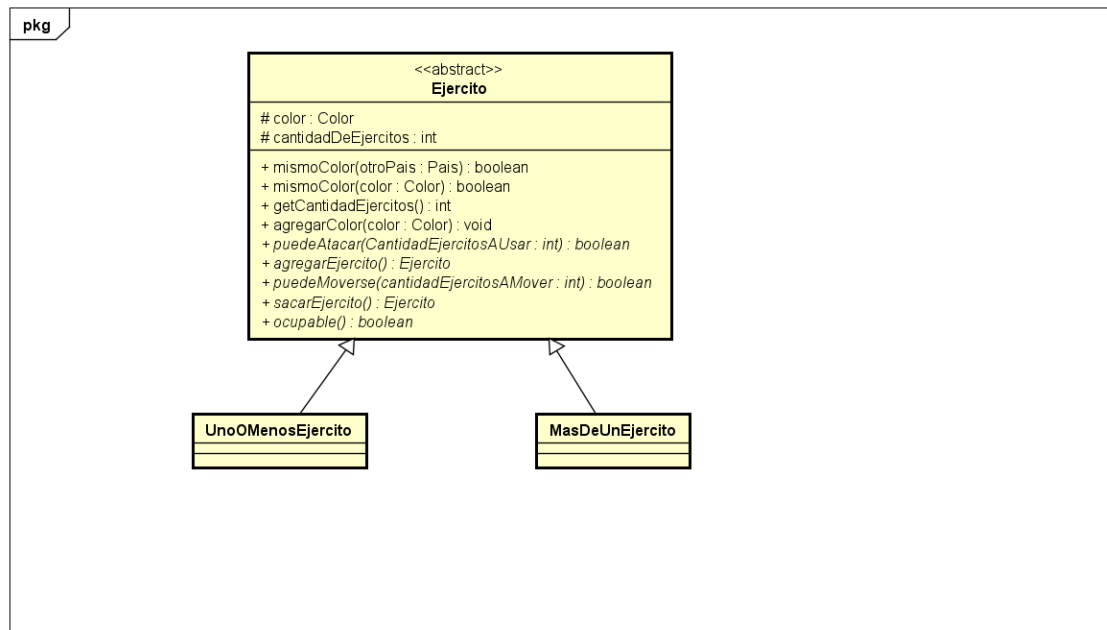 pkg
<<abstract>>
Ejercito
# color : Color
# cantidadDeEjercitos : int
+ mismoColor(otroPais : Pais) : boolean
+ mismoColor(color : Color) : boolean
+ getCantidadEjercitos() : int
+ agregarColor(color : Color) : void
+ puedeAtacar(CantidadEjercitosAUsar : int) : boolean
+ agregarEjercito() : Ejercito
+ puedeMoverse(cantidadEjercitosAMover : int) : boolean
+ sacarEjercito() : Ejercito
+ ocupable() : boolean
UnoOMenosEjercito
MasDeUnEjercito